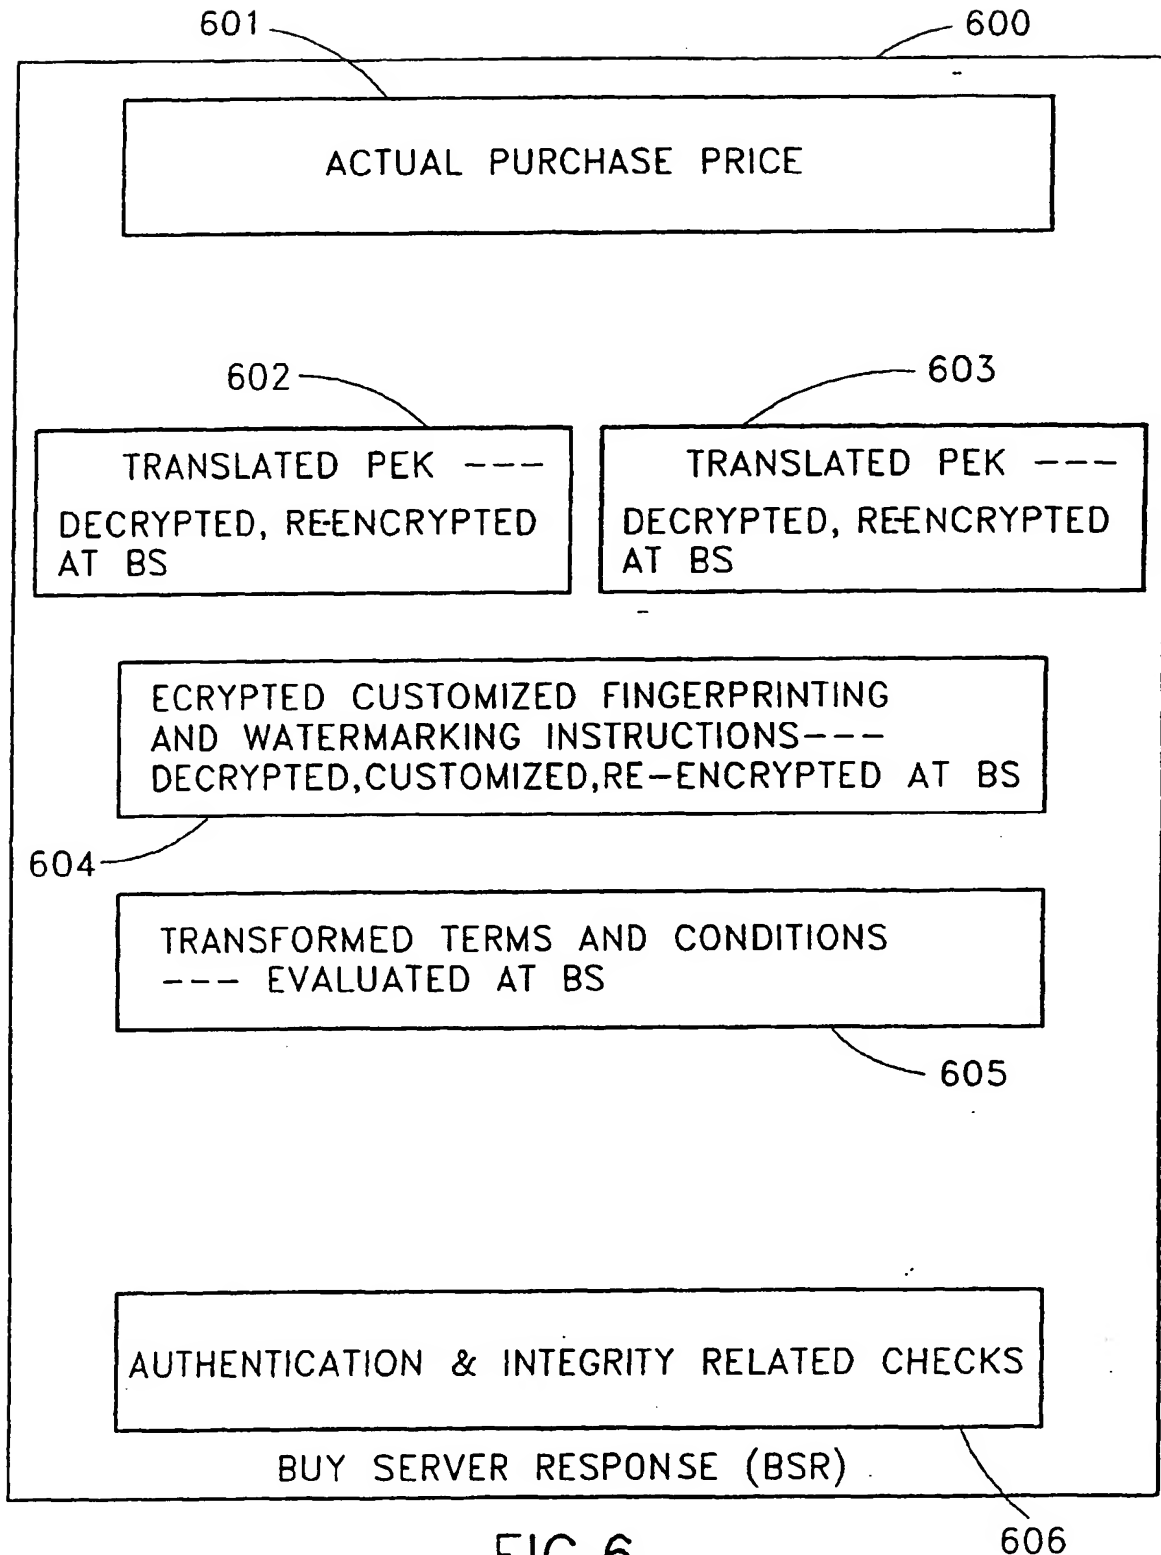 601
600
ACTUAL PURCHASE PRICE
602
603
TRANSLATED PEK ---
DECRYPTED, RE-ENCRYPTED
AT BS
TRANSLATED PEK ---
DECRYPTED, RE-ENCRYPTED
AT BS
ECRYPTED CUSTOMIZED FINGERPRINTING
AND WATERMARKING INSTRUCTIONS---
DECRYPTED,CUSTOMIZED,RE-ENCRYPTED AT BS
604
TRANSFORMED TERMS AND CONDITIONS
--- EVALUATED AT BS
605
AUTHENTICATION & INTEGRITY RELATED CHECKS
BUY SERVER RESPONSE (BSR)
606
FIG.6